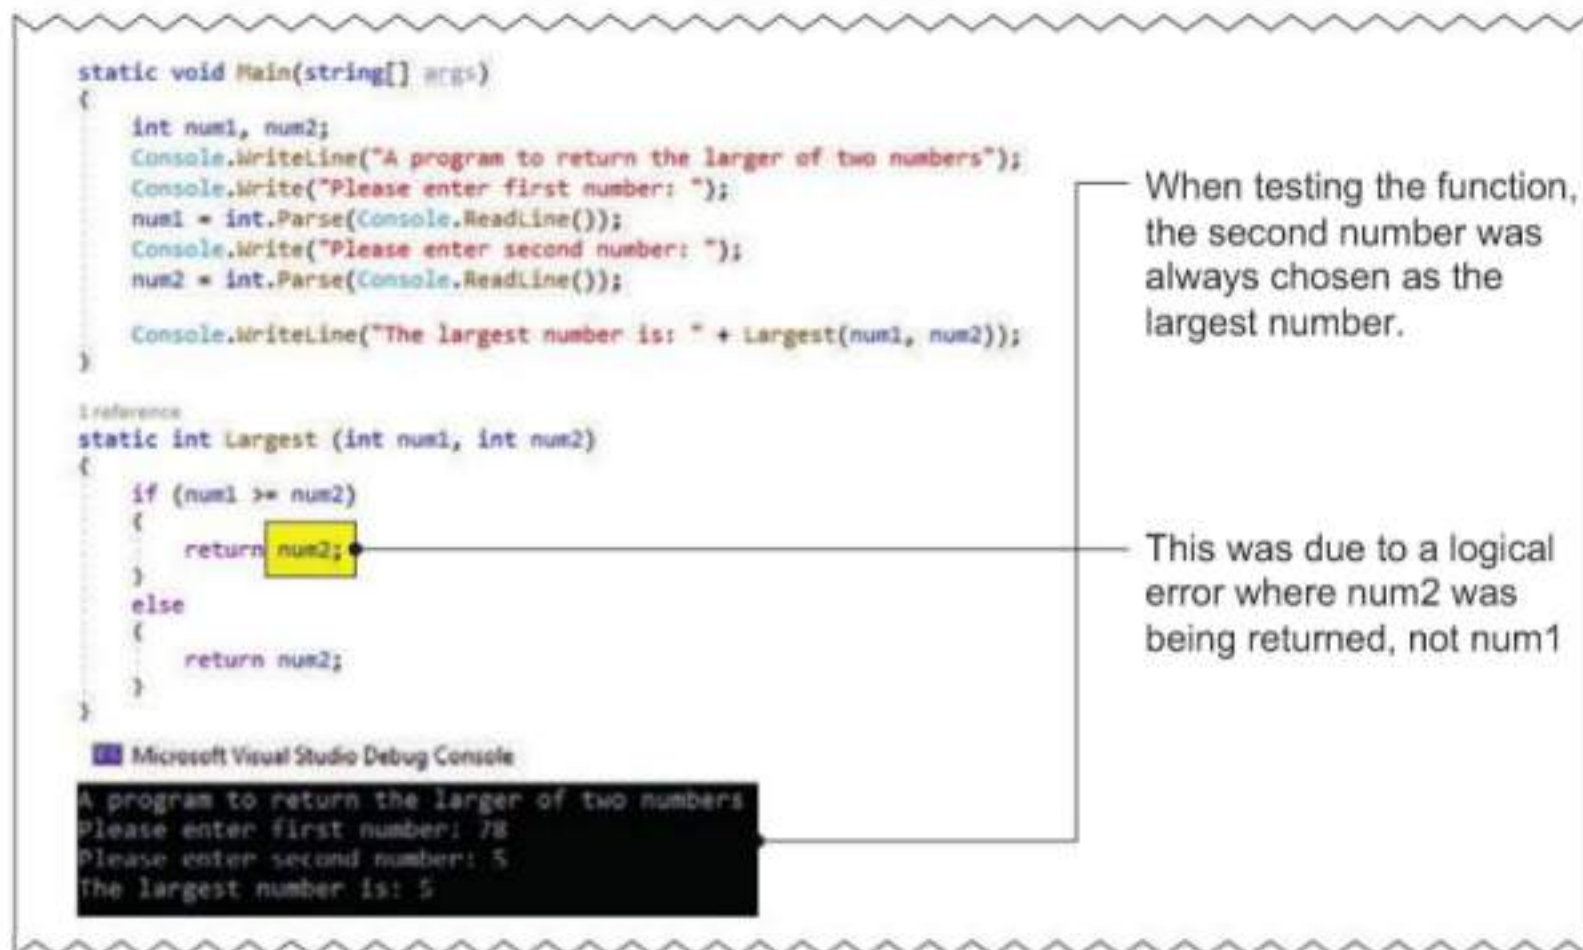 static void Main(string[] args)
{
int num1, num2;
Console.WriteLine("A program to return the larger of two numbers");
Console.Write("Please enter first number: ");
num1 = int.Parse(Console.ReadLine());
Console.Write("Please enter second number: ");
num2 = int.Parse(Console.ReadLine());
Console.WriteLine("The largest number is: " + Largest(num1, num2));
}
1 reference
static int Largest (int num1, int num2)
{
if (num1 >= num2)
{
return num2;
}
else
{
return num2;
}
}
Microsoft Visual Studio Debug Console
A program to return the larger of two numbers
Please enter first number: 78
Please enter second number: 5
The largest number is: 5
When testing the function,
the second number was
always chosen as the
largest number.
This was due to a logical
error where num2 was
being returned, not num1